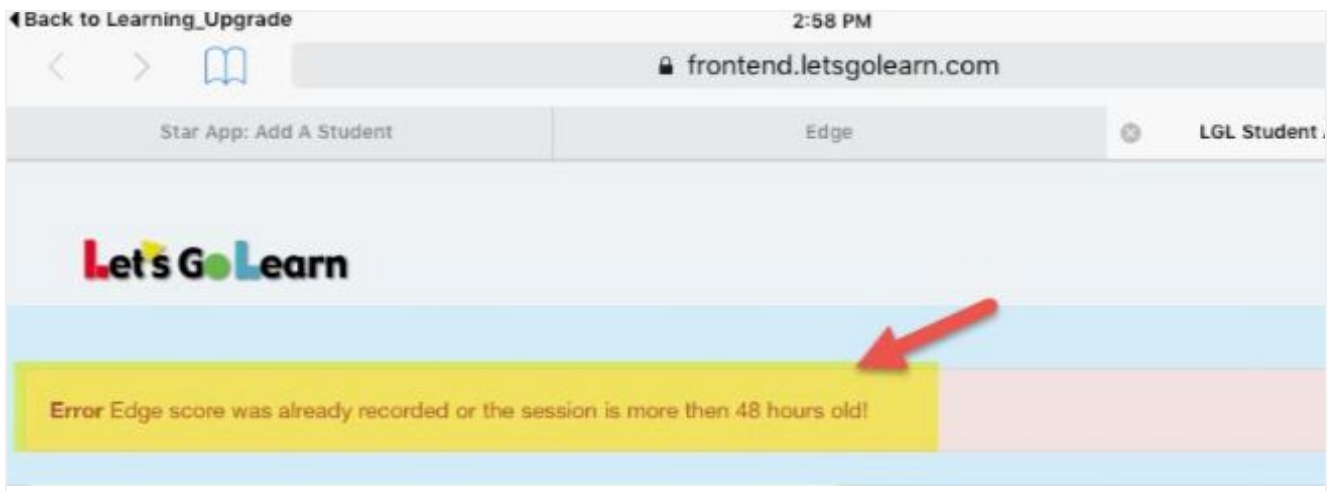 Back to Learning_Upgrade 2:58 PM
frontend.letsgolearn.com
Star App: Add A Student Edge LGL Student
Let's Go Learn
Error Edge score was already recorded or the session is more then 48 hours old!